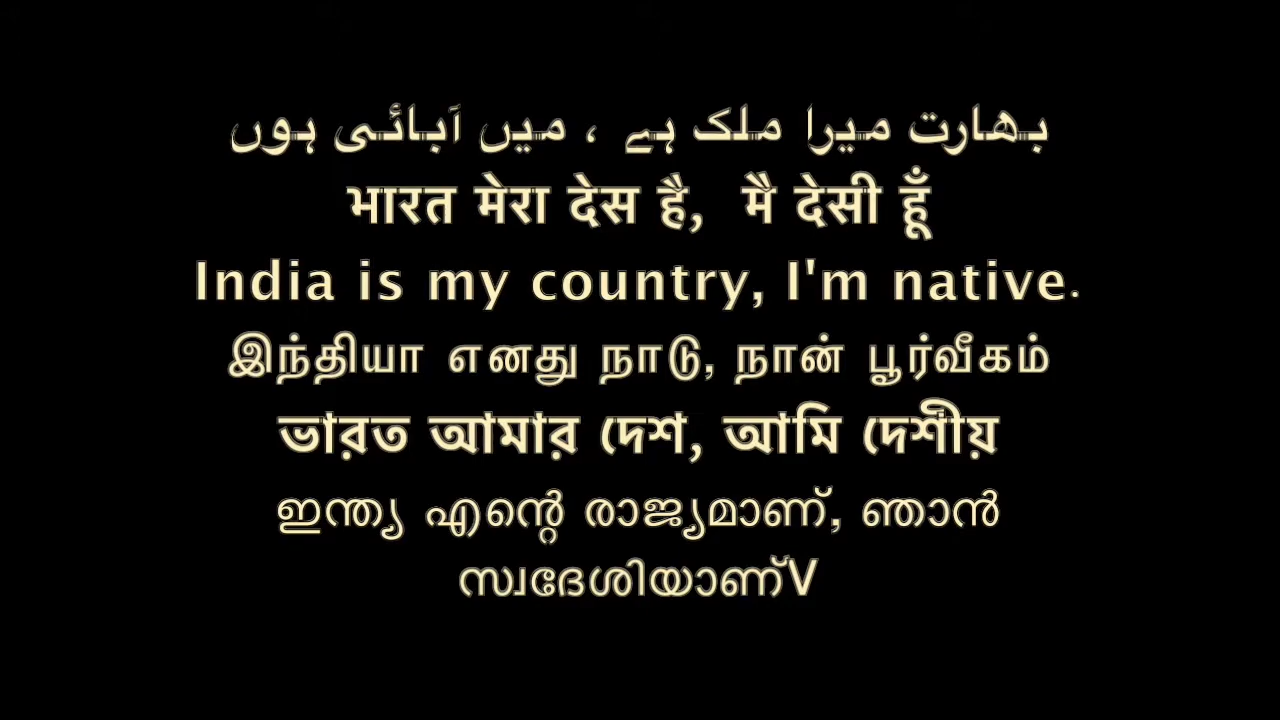 بھارت میرا ملک ہے ، میں آبائی ہوں
भारत मेरा देस है, मै देसी हूँ
India is my country, I'm native.
இந்தியா எனது நாடு, நான் பூர்வீகம்
ভারত আমার দেশ, আমি দেশীয়
ഇന്ത്യ എന്റെ രാജ്യമാണ്, ഞാൻ
സ്വദേശിയാണ്V